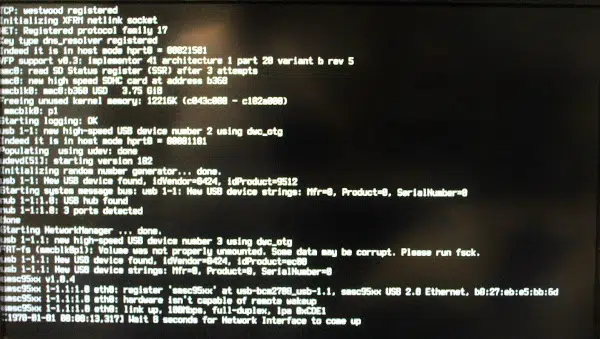 TCP: westwood registered
Initializing XFRM netlink socket
NET: Registered protocol family 17
Key type dns_resolver registered
Indeed it is in host mode hprt0 = 00021501
VFP support v0.3: implementor 41 architecture 1 part 20 variant b rev 5
mmc0: read SD Status register (SSR) after 3 attempts
mmc0: new high speed SDHC card at address b368
mmcblk0: mmc0:b368 USD 3.75 GiB
Freeing unused kernel memory: 12216K (c043c000 - c102a000)
mmcblk0: p1
Starting logging: OK
usb 1-1: new high-speed USB device number 2 using dwc_otg
Indeed it is in host mode hprt0 = 00001101
Populating using udev: done
udevd[51]: starting version 182
Initializing random number generator... done.
usb 1-1: New USB device found, idVendor=0424, idProduct=9512
Starting system message bus: usb 1-1: New USB device strings: Mfr=0, Product=0, SerialNumber=0
hub 1-1:1.0: USB hub found
hub 1-1:1.0: 3 ports detected
done
Starting NetworkManager ... done.
usb 1-1.1: new high-speed USB device number 3 using dwc_otg
FAT-fs (mmcblk0p1): Volume was not properly unmounted. Some data may be corrupt. Please run fsck.
usb 1-1.1: New USB device found, idVendor=0424, idProduct=ec00
usb 1-1.1: New USB device strings: Mfr=0, Product=0, SerialNumber=0
smsc95xx v1.0.4
smsc95xx 1-1.1:1.0 eth0: register 'smsc95xx' at usb-bcm2708_usb-1.1, smsc95xx USB 2.0 Ethernet, b0:27:eb:e5:bb:6d
smsc95xx 1-1.1:1.0 eth0: hardware isn't capable of remote wakeup
smsc95xx 1-1.1:1.0 eth0: link up, 100Mbps, full-duplex, lpa 0xCDE1
[1970-01-01 00:00:13,317] Wait 8 seconds for Network Interface to come up